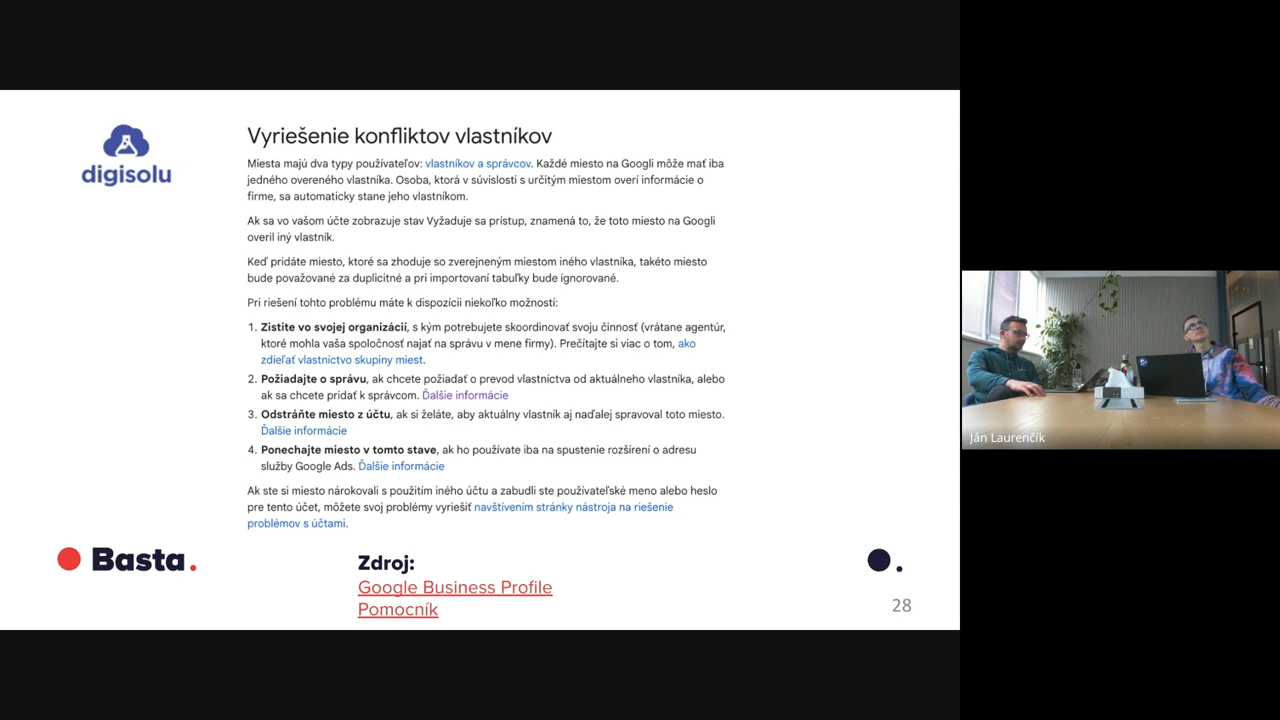 digisolu
Vyriešenie konfliktov vlastníkov
Miesta majú dva typy používateľov: vlastníkov a správcov. Každé miesto na Googli môže mať iba
jedného overeného vlastníka. Osoba, ktorá v súvislosti s určitým miestom overí informácie o
firme, sa automaticky stane jeho vlastníkom.
Ak sa vo vašom účte zobrazuje stav Vyžaduje sa prístup, znamená to, že toto miesto na Googli
overil iný vlastník.
Keď pridáte miesto, ktoré sa zhoduje so zverejneným miestom iného vlastníka, takéto miesto
bude považované za duplicitné a pri importovaní tabuľky bude ignorované.
Pri riešení tohto problému máte k dispozícii niekoľko možností:
1. Zistite vo svojej organizácií, s kým potrebujete skoordinovať svoju činnosť (vrátane agentúr,
ktoré mohla vaša spoločnosť najať na správu v mene firmy). Prečítajte si viac o tom, ako
zdieľať vlastníctvo skupiny miest.
2. Požiadajte o správu, ak chcete požiadať o prevod vlastníctva od aktuálneho vlastníka, alebo
ak sa chcete pridať k správcom. Ďalšie informácie
3. Odstráňte miesto z účtu, ak si želáte, aby aktuálny vlastník aj naďalej spravoval toto miesto.
Ďalšie informácie
4. Ponechajte miesto v tomto stave, ak ho používate iba na spustenie rozšírení o adresu
služby Google Ads. Ďalšie informácie
Ak ste si miesto nárokovali s použitím iného účtu a zabudli ste používateľské meno alebo heslo
pre tento účet, môžete svoj problémy vyriešiť navštívením stránky nástroja na riešenie
problémov s účtami.
Basta.
Zdroj:
Google Business Profile
Pomocník
28
Ján Laurenčík